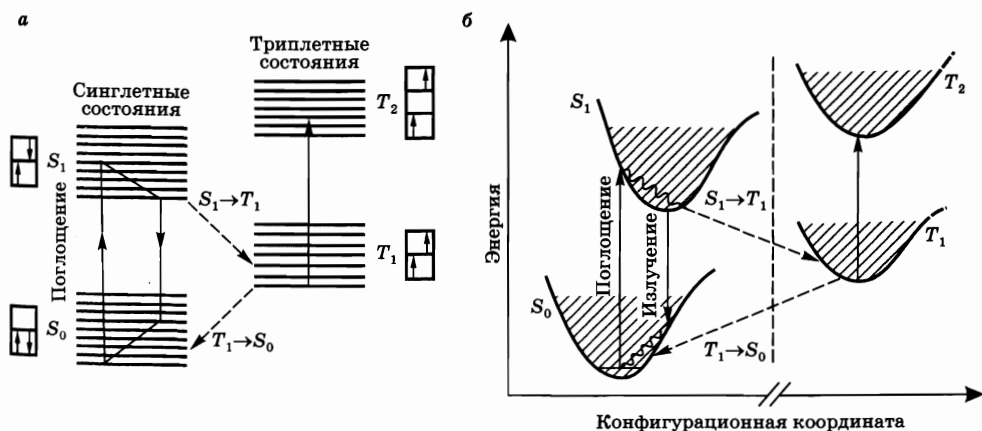 а
Синглетные
состояния
Триплетные
состояния
T₂
S₁
Поглощение
S₁→T₁
T₁
S₀
T₁→S₀
б
Энергия
S₁
T₂
Поглощение
Излучение
S₁→T₁
T₁
S₀
T₁→S₀
Конфигурационная координата